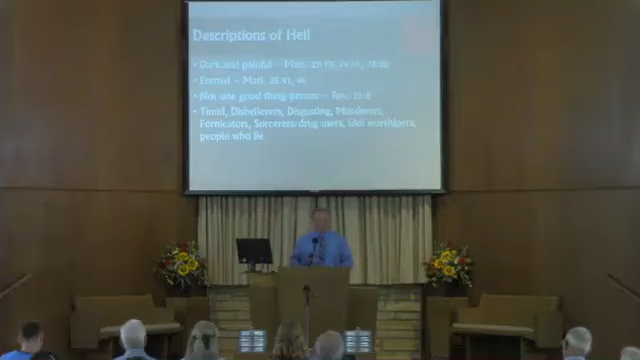 Descriptions of Hell
• Dark and painful – Matt.
• Eternal – Matt. 25:41, 46
• Not one good thing/person – Rev. 21:8
• Timid, Disbelievers, Disgusting, Murderers,
Fornicators, Sorcerers/drug users, Idol worshipers,
people who lie